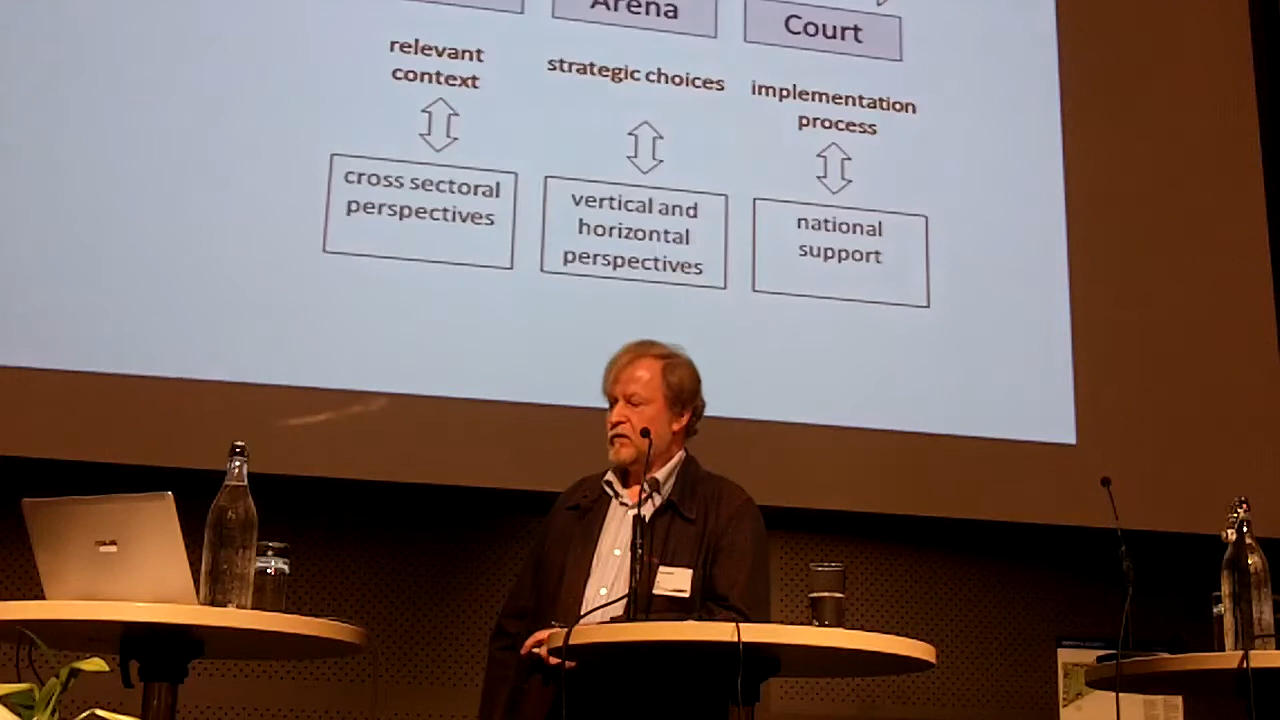 Arena
Court
relevant
context
strategic choices
implementation
process
cross sectoral
perspectives
vertical and
horizontal
perspectives
national
support